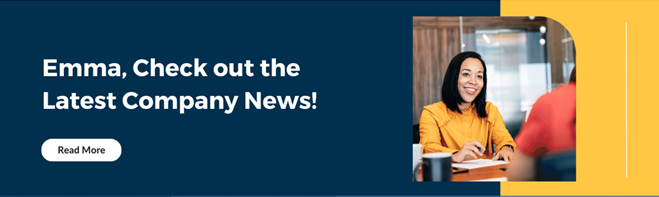 Emma, Check out the
Latest Company News!
Read More